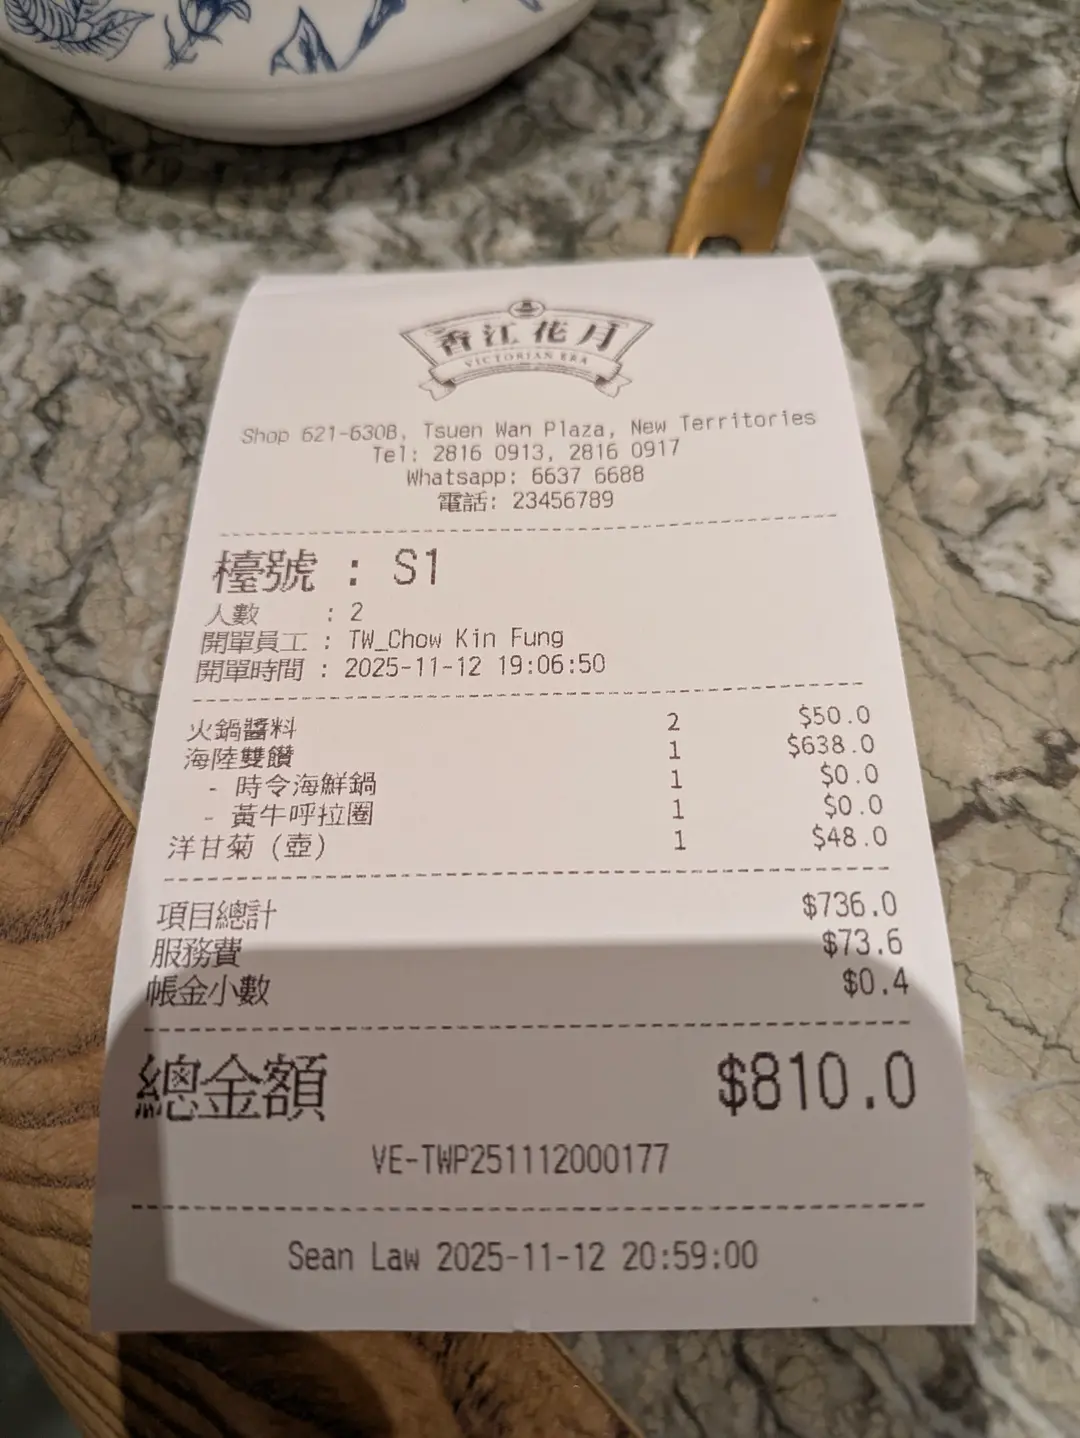 香江花月
VICTORIAN ERA
Shop 621-630B, Tsuen Wan Plaza, New Territories
Tel: 2816 0913, 2816 0917
Whatsapp: 6637 6688
電話: 23456789
檯號 : S1
人數 : 2
開單員工 : TW_Chow Kin Fung
開單時間 : 2025-11-12 19:06:50
火鍋醬料 2 $50.0
海陸雙鑽 1 $638.0
- 時令海鮮鍋 1 $0.0
- 黃牛呼拉圈 1 $0.0
洋甘菊 (壺) 1 $48.0
項目總計 $736.0
服務費 $73.6
帳金小數 $0.4
總金額 $810.0
VE-TWP251112000177
Sean Law 2025-11-12 20:59:00